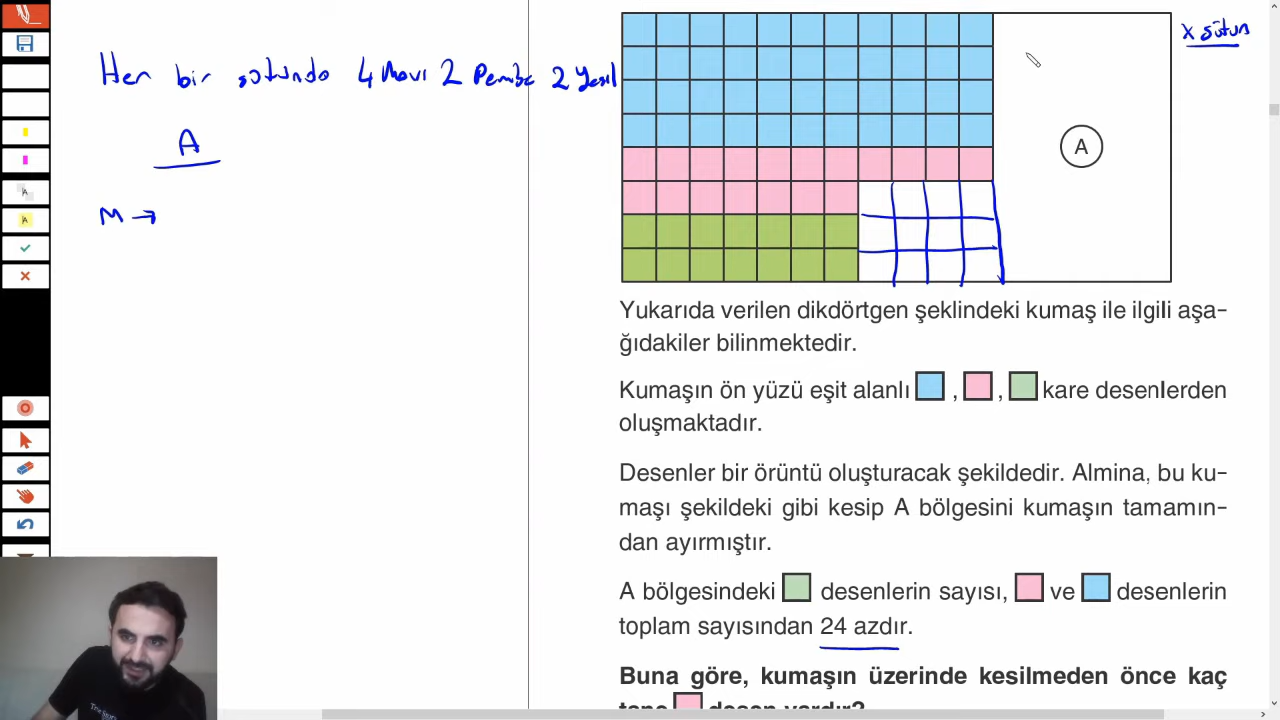 Her bir sütunda 4 Mavi 2 Pembe 2 Yeşil
A
M →
x sütun
A
Yukarıda verilen dikdörtgen şeklindeki kumaş ile ilgili aşa-
ğıdakiler bilinmektedir.
Kumaşın ön yüzü eşit alanlı , , kare desenlerden
oluşmaktadır.
Desenler bir örüntü oluşturacak şekildedir. Almina, bu ku-
maşı şekildeki gibi kesip A bölgesini kumaşın tamamın-
dan ayırmıştır.
A bölgesindeki desenlerin sayısı, ve desenlerin
toplam sayısından 24 azdır.
Buna göre, kumaşın üzerinde kesilmeden önce kaç
tane desen vardır?